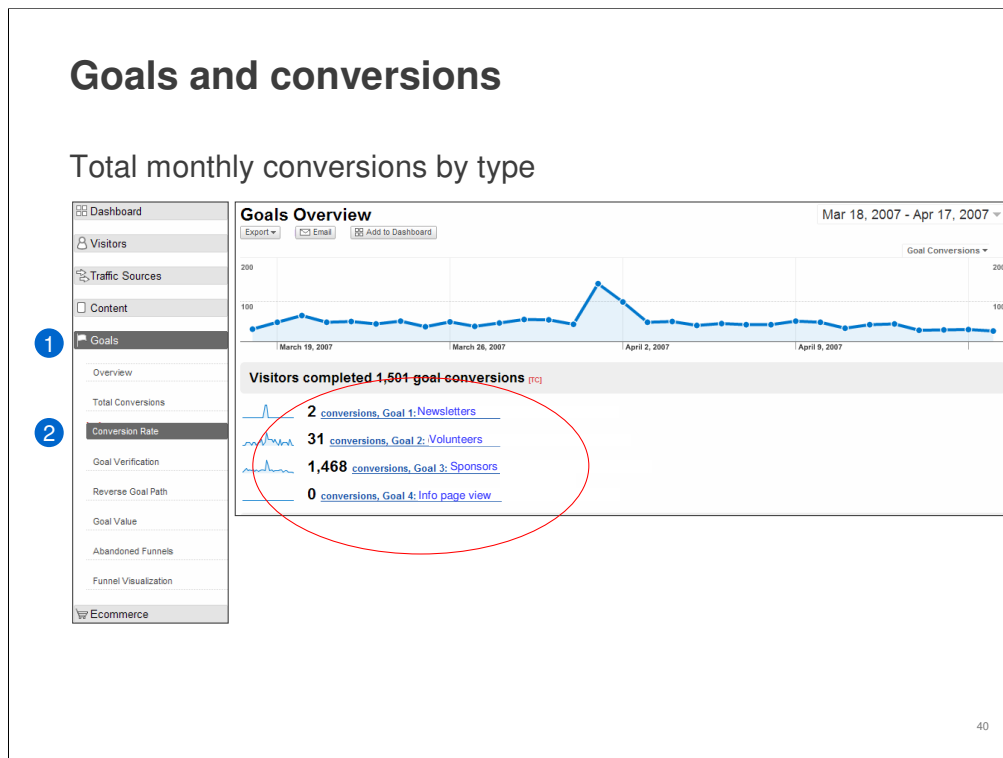 Goals and conversions
Total monthly conversions by type
Dashboard
Visitors
Traffic Sources
Content
1
Goals
Overview
Total Conversions
2
Conversion Rate
Goal Verification
Reverse Goal Path
Goal Value
Abandoned Funnels
Funnel Visualization
Ecommerce
Goals Overview
Mar 18, 2007 - Apr 17, 2007
Export Email Add to Dashboard
Goal Conversions
200 200
100 100
March 19, 2007 March 26, 2007 April 2, 2007 April 9, 2007
Visitors completed 1,501 goal conversions [TC]
2 conversions, Goal 1: Newsletters
31 conversions, Goal 2: Volunteers
1,468 conversions, Goal 3: Sponsors
0 conversions, Goal 4: Info page view
40